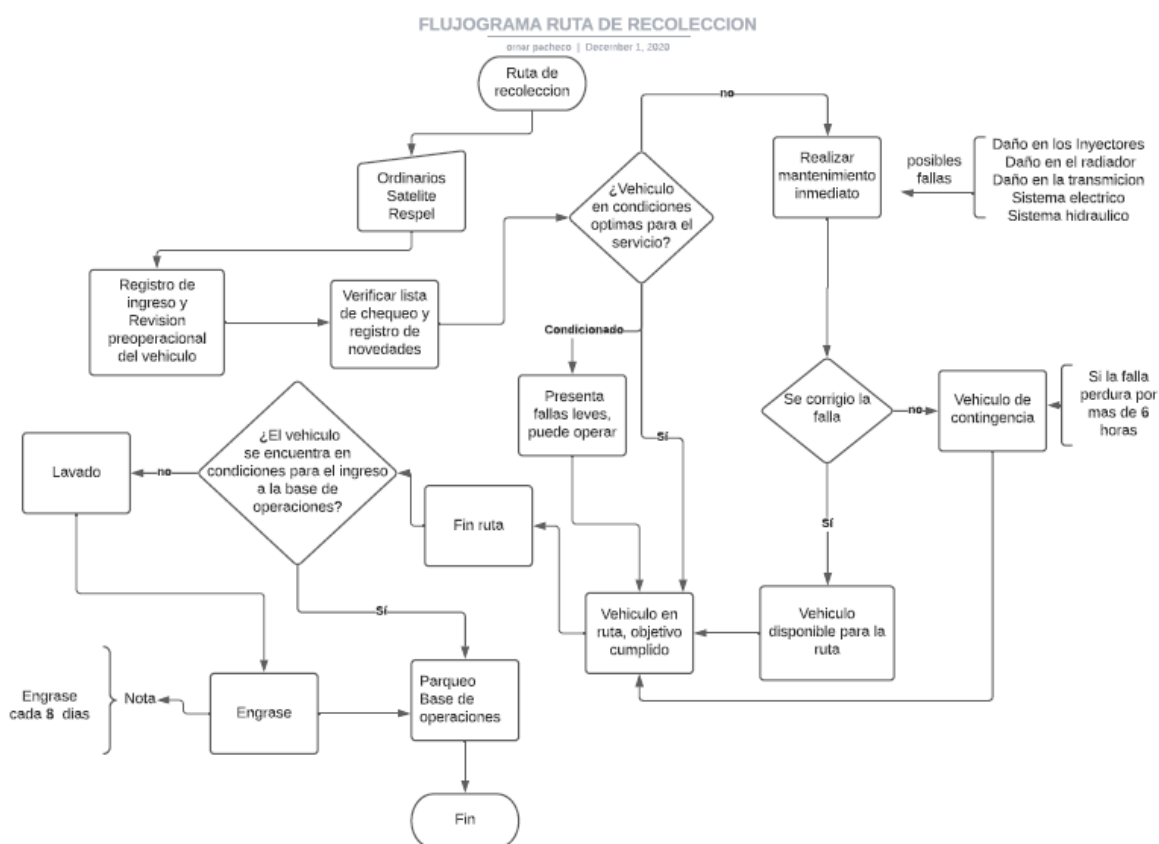 FLUJOGRAMA RUTA DE RECOLECCION
omar pacheco | December 1, 2020
Ruta de
recoleccion
Ordinarios
Satelite
Respel
Registro de
ingreso y
Revision
preoperacional
del vehiculo
Verificar lista
de chequeo y
registro de
novedades
¿Vehiculo
en condiciones
optimas para el
servicio?
no
Realizar
mantenimiento
inmediato
posibles
fallas
Daño en los Inyectores
Daño en el radiador
Daño en la transmicion
Sistema electrico
Sistema hidraulico
Condicionado
Presenta
fallas leves,
puede operar
Sí
Se corrigio la
falla
no
Vehiculo de
contingencia
Si la falla
perdura por
mas de 6
horas
Sí
Vehiculo
disponible para la
ruta
Vehiculo en
ruta, objetivo
cumplido
Fin ruta
¿El vehiculo
se encuentra en
condiciones para el ingreso
a la base de
operaciones?
no
Lavado
Sí
Engrase
cada 8 dias
Nota
Engrase
Parqueo
Base de
operaciones
Fin